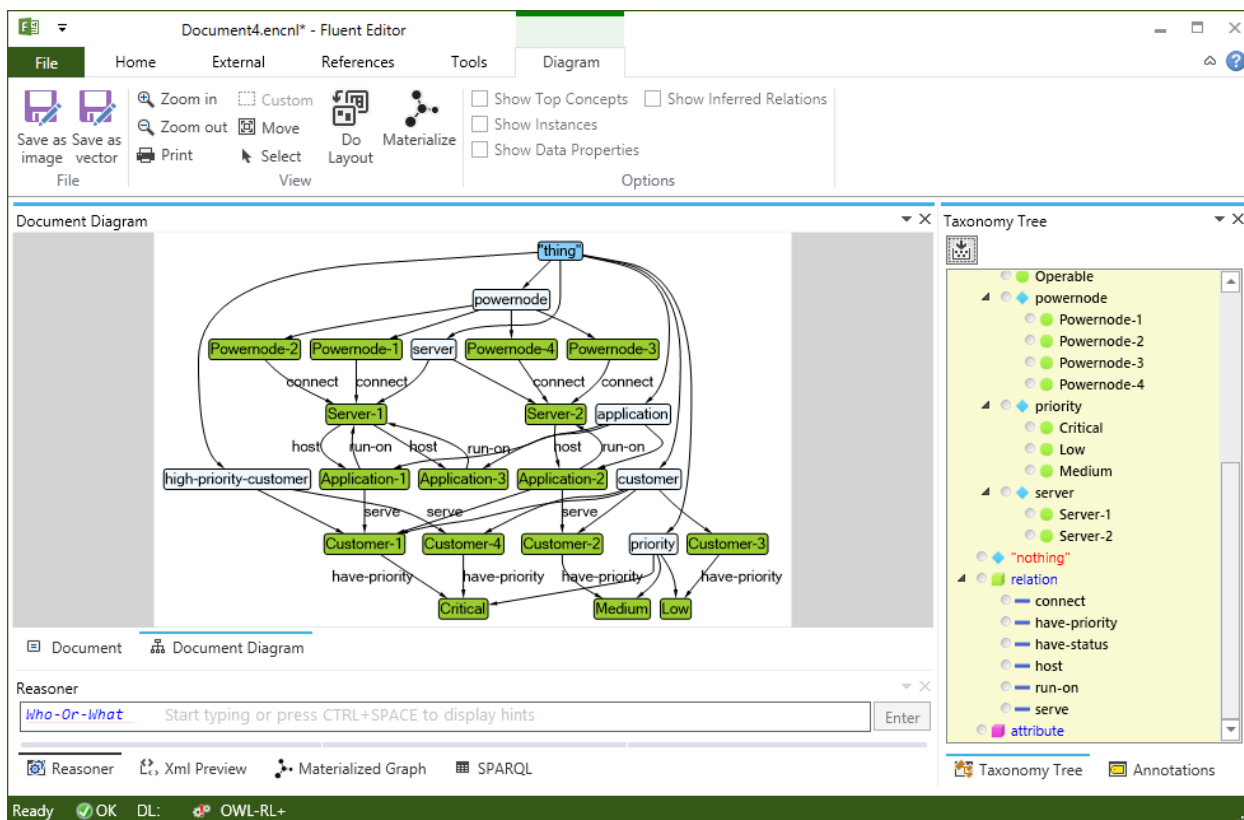 Document4.encnl* - Fluent Editor
File Home External References Tools Diagram
Zoom in Custom Show Top Concepts Show Inferred Relations
Zoom out Move Show Instances
Save as image Save as vector Print Select Do Layout Materialize Show Data Properties
File View Options
Document Diagram Taxonomy Tree
"thing"
powernode
Powernode-2 Powernode-1 server Powernode-4 Powernode-3
connect connect connect connect
Server-1 Server-2 application
host run-on host run-on host run-on
high-priority-customer Application-1 Application-3 Application-2 customer
serve serve serve
Customer-1 Customer-4 Customer-2 priority Customer-3
have-priority have-priority have-priority have-priority
Critical Medium Low
Operable
powernode
Powernode-1
Powernode-2
Powernode-3
Powernode-4
priority
Critical
Low
Medium
server
Server-1
Server-2
"nothing"
relation
connect
have-priority
have-status
host
run-on
serve
attribute
Document Document Diagram
Reasoner
Who-Or-What Start typing or press CTRL+SPACE to display hints Enter
Reasoner Xml Preview Materialized Graph SPARQL
Taxonomy Tree Annotations
Ready OK DL: OWL-RL+